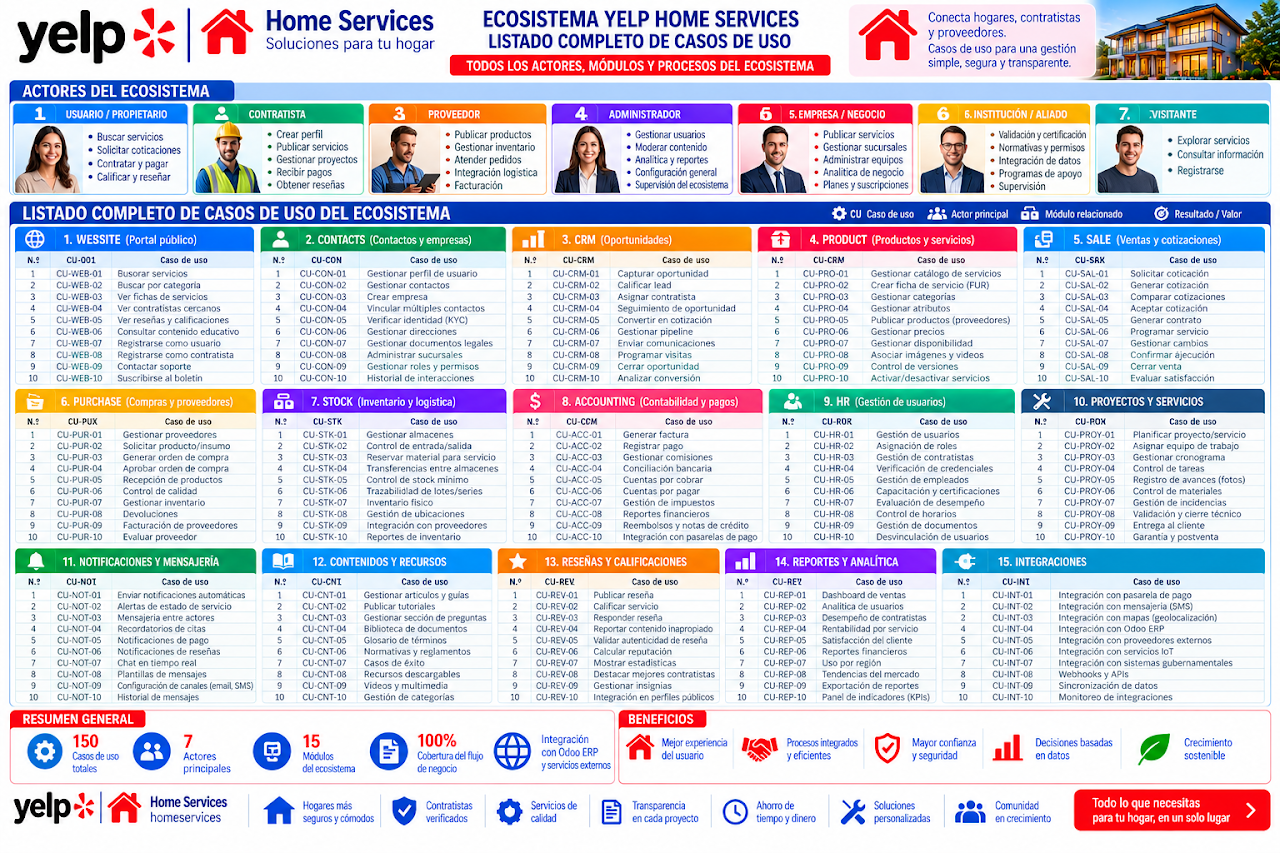 yelp
Home Services
Soluciones para tu hogar
ECOSISTEMA YELP HOME SERVICES
LISTADO COMPLETO DE CASOS DE USO
TODOS LOS ACTORES, MÓDULOS Y PROCESOS DEL ECOSISTEMA
Conecta hogares, contratistas
y proveedores.
Casos de uso para una gestión
simple, segura y transparente.
ACTORES DEL ECOSISTEMA
1 USUARIO / PROPIETARIO
• Buscar servicios
• Solicitar coticaciones
• Contratar y pagar
• Calificar y reseñar
CONTRATISTA
• Crear perfil
• Publicar servicios
• Gestionar proyectos
• Recibir pagos
• Obtener reseñas
3 PROVEEDOR
• Publicar productos
• Gestionar inventario
• Atender pedidos
• Integración logística
• Facturación
4 ADMINISTRADOR
• Gestionar usuarios
• Moderar contenido
• Analítica y reportes
• Configuración general
• Supervisión del ecosistema
6 5. EMPRESA / NEGOCIO
• Publicar servicios
• Gestionar sucursales
• Administrar equipos
• Analítica de negocio
• Planes y suscripciones
6 6. INSTITUCIÓN / ALIADO
• Validación y certificación
• Normativas y permisos
• Integración de datos
• Programas de apoyo
• Supervisión
7. .VISITANTE
• Explorar servicios
• Consultar información
• Registrarse
LISTADO COMPLETO DE CASOS DE USO DEL ECOSISTEMA
CU Caso de uso
Actor principal
Módulo relacionado
Resultado / Valor
1. WESSITE (Portal público)
N.º CU-001 Caso de uso
1 CU-WEB-01 Busorar servicios
2 CU-WEB-02 Buscar por categoría
3 CU-WEB-03 Ver fichas de servicios
4 CU-WEB-04 Ver contratistas cercanos
5 CU-WEB-05 Ver reseñas y calificaciones
6 CU-WEB-06 Consultar contenido educativo
7 CU-WEB-07 Registrarse como usuario
8 CU-WEB-08 Registrarse como contratista
9 CU-WEB-09 Contactar soporte
10 CU-WEB-10 Suscribirse al boletin
2. CONTACTS (Contactos y empresas)
N.º CU-CON Caso de uso
1 CU-CON-01 Gestionar perfil de usuario
2 CU-CON-02 Gestionar contactos
3 CU-CON-03 Crear empresa
4 CU-CON-04 Vincular múltiples contactos
5 CU-CON-05 Verificar identidad (KYC)
6 CU-CON-06 Gestionar direcciones
7 CU-CON-07 Gestionar documentos legales
8 CU-CON-08 Administrar sucursales
9 CU-CON-09 Gestionar roles y permisos
10 CU-CON-10 Historial de interacciones
3. CRM (Oportunidades)
N.º CU-CRM Caso de uso
1 CU-CRM-01 Capturar oportunidad
2 CU-CRM-02 Calificar lead
3 CU-CRM-03 Asignar contratista
4 CU-CRM-04 Seguimiento de oportunidad
5 CU-CRM-05 Convertir en cotización
6 CU-CRM-06 Gestionar pipeline
7 CU-CRM-07 Enviar comunicaciones
8 CU-CRM-08 Programar visitas
9 CU-CRM-09 Cerrar oportunidad
10 CU-CRM-10 Analizar conversión
4. PRODUCT (Productos y servicios)
N.º CU-CRM Caso de uso
1 CU-PRO-01 Gestionar catálogo de servicios
2 CU-PRO-02 Crear ficha de servicio (FUR)
3 CU-PRO-03 Gestionar categorías
4 CU-PRO-04 Gestionar atributos
5 CU-PRO-05 Publicar productos (proveedores)
6 CU-PRO-06 Gestionar precios
7 CU-PRO-07 Gestionar disponibilidad
8 CU-PRO-08 Asociar imágenes y videos
9 CU-PRO-09 Control de versiones
10 CU-PRO-10 Activar/desactivar servicios
5. SALE (Ventas y cotizaciones)
N.º CU-SAK Caso de uso
1 CU-SAL-01 Solicitar coticación
2 CU-SAL-02 Generar cotización
3 CU-SAL-03 Comparar cotizaciones
4 CU-SAL-04 Aceptar cotización
5 CU-SAL-05 Generar contrato
6 CU-SAL-06 Programar servicio
7 CU-SAL-07 Gestionar cambios
8 CU-SAL-08 Confirmar ájecución
9 CU-SAL-09 Cerrar venta
10 CU-SAL-10 Evaluar satisfacción
6. PURCHASE (Compras y proveedores)
N.º CU-PUX Caso de uso
1 CU-PUR-01 Gestionar proveedores
2 CU-PUR-02 Solicitar producto/insumo
3 CU-PUR-03 Generar orden de compra
4 CU-PUR-04 Aprobar orden de compra
5 CU-PUR-05 Recepción de productos
6 CU-PUR-06 Control de calidad
7 CU-PUR-07 Gestionar inventario
8 CU-PUR-08 Devoluciones
9 CU-PUR-09 Facturación de proveedores
10 CU-PUR-10 Evaluar proveedor
7. STOCK (Inventario y logística)
N.º CU-STK Caso de uso
1 CU-STK-01 Gestionar almacenes
2 CU-STK-02 Control de entrada/salida
3 CU-STK-03 Reservar material para servicio
4 CU-STK-04 Transferencias entre almacenes
5 CU-STK-05 Control de stock mínimo
6 CU-STK-06 Trazabilidad de lotes/series
7 CU-STK-07 Inventario físico
8 CU-STK-08 Gestión de ubicaciones
9 CU-STK-09 Integración con proveedores
10 CU-STK-10 Reportes de inventario
8. ACCOUNTING (Contabilidad y pagos)
N.º CU-CCM Caso de uso
1 CU-ACC-01 Generar factura
2 CU-ACC-02 Registrar pago
3 CU-ACC-03 Gestionar comisiones
4 CU-ACC-04 Conciliación bancaria
5 CU-ACC-05 Cuentas por cobrar
6 CU-ACC-06 Cuentas por pagar
7 CU-ACC-07 Gestión de impuestos
8 CU-ACC-08 Reportes financieros
9 CU-ACC-09 Reembolsos y notas de crédito
10 CU-ACC-10 Integración con pasarelas de pago
9. HR (Gestión de usuarios)
N.º CU-ROR Caso de uso
1 CU-HR-01 Gestión de usuarios
2 CU-HR-02 Asignación de roles
3 CU-HR-03 Gestión de contratistas
4 CU-HR-04 Verificación de credenciales
5 CU-HR-05 Gestión de empleados
6 CU-HR-06 Capacitación y certificaciones
7 CU-HR-07 Evaluación de desempeño
8 CU-HR-08 Control de horarios
9 CU-HR-09 Gestión de documentos
10 CU-HR-10 Desvinculación de usuarios
10. PROYECTOS Y SERVICIOS
N.º CU-ROX Caso de uso
1 CU-PROY-01 Planificar proyecto/servicio
2 CU-PROY-02 Asignar equipo de trabajo
3 CU-PROY-03 Gestionar cronograma
4 CU-PROY-04 Control de tareas
5 CU-PROY-05 Registro de avances (fotos)
6 CU-PROY-06 Control de materiales
7 CU-PROY-07 Gestión de incidencias
8 CU-PROY-08 Validación y cierre técnico
9 CU-PROY-09 Entrega al cliente
10 CU-PROY-10 Garantía y postventa
11. NOTIFICACIONES Y MENSAJERÍA
N.º CU-NOT Caso de uso
1 CU-NOT-01 Enviar notificaciones automáticas
2 CU-NOT-02 Alertas de estado de servicio
3 CU-NOT-03 Mensajeria entre actores
4 CU-NOT-04 Recordatorios de citas
5 CU-NOT-05 Notificaciones de pago
6 CU-NOT-06 Notificaciones de reseñas
7 CU-NOT-07 Chat en tiempo real
8 CU-NOT-08 Plantillas de mensajes
9 CU-NOT-09 Configuración de canales (email, SMS)
10 CU-NOT-10 Historial de mensajes
12. CONTENIDOS Y RECURSOS
N.º CU-CNT Caso de uso
1 CU-CNT-01 Gestionar artículos y guías
2 CU-CNT-02 Publicar tutoriales
3 CU-CNT-03 Gestionar sección de preguntas
4 CU-CNT-04 Biblioteca de documentos
5 CU-CNT-05 Glosario de términos
6 CU-CNT-06 Normativas y reglamentos
7 CU-CNT-07 Casos de éxito
8 CU-CNT-08 Recursos descargables
9 CU-CNT-09 Videos y multimedia
10 CU-CNT-10 Gestión de categorías
13. RESEÑAS Y CALIFICACIONES
N.º CU-REV Caso de uso
1 CU-REV-01 Publicar reseña
2 CU-REV-02 Calificar servicio
3 CU-REV-03 Responder reseña
4 CU-REV-04 Reportar contenido inapropiado
5 CU-REV-05 Validar autenticidad de reseña
6 CU-REV-06 Calcular reputación
7 CU-REV-07 Mostrar estadísticas
8 CU-REV-08 Destacar mejores contratistas
9 CU-REV-09 Gestionar insignias
10 CU-REV-10 Integración en perfiles públicos
14. REPORTES Y ANALÍTICA
N.º CU-REV Caso de uso
1 CU-REP-01 Dashboard de ventas
2 CU-REP-02 Analítica de usuarios
3 CU-REP-03 Desempeño de contratistas
4 CU-REP-04 Rentabilidad por servicio
5 CU-REP-05 Satisfacción del cliente
6 CU-REP-06 Reportes financieros
7 CU-REP-07 Uso por región
8 CU-REP-08 Tendencias del mercado
9 CU-REP-09 Exportación de reportes
10 CU-REP-10 Panel de indicadores (KPIs)
15. INTEGRACIONES
N.º CU-INT Caso de uso
1 CU-INT-01 Integración con pasarela de pago
2 CU-INT-02 Integración con mensajería (SMS)
3 CU-INT-03 Integración con mapas (geolocalización)
4 CU-INT-04 Integración con Odoo ERP
5 CU-INT-05 Integración con proveedores externos
6 CU-INT-06 Integración con servicios IoT
7 CU-INT-07 Integración con sistemas gubernamentales
8 CU-INT-08 Webhooks y APIs
9 CU-INT-09 Sincronización de datos
10 CU-INT-10 Monitoreo de integraciones
RESUMEN GENERAL
150
Casos de uso
totales
7
Actores
principales
15
Módulos
del ecosistema
100%
Cobertura del flujo
de negocio
Integración
con Odoo ERP
y servicios externos
BENEFICIOS
Mejor experiencia
del usuario
Procesos integrados
y eficientes
Mayor confianza
y seguridad
Decisiones basadas
en datos
Crecimiento
sostenible
yelp
Home Services
homeservices
Hogares más
seguros y cómodos
Contratistas
verificados
Servicios de
calidad
Transparencia
en cada proyecto
Ahorro de
tiempo y dinero
Soluciones
personalizadas
Comunidad
en crecimiento
Todo lo que necesitas
para tu hogar, en un solo lugar